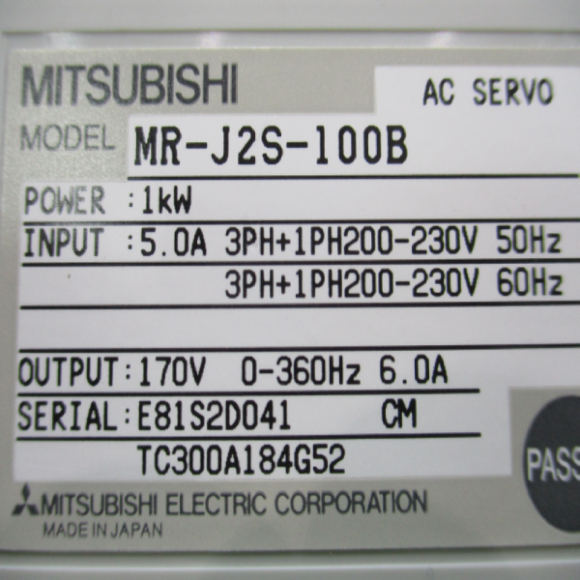 MITSUBISHI
AC SERVO
MODEL MR-J2S-100B
POWER :1kW
INPUT :5.0A 3PH+1PH200-230V 50Hz
3PH+1PH200-230V 60Hz
OUTPUT:170V 0-360Hz 6.0A
SERIAL:E81S2D041 CM
TC300A184G52
PASS
MITSUBISHI ELECTRIC CORPORATION
MADE IN JAPAN